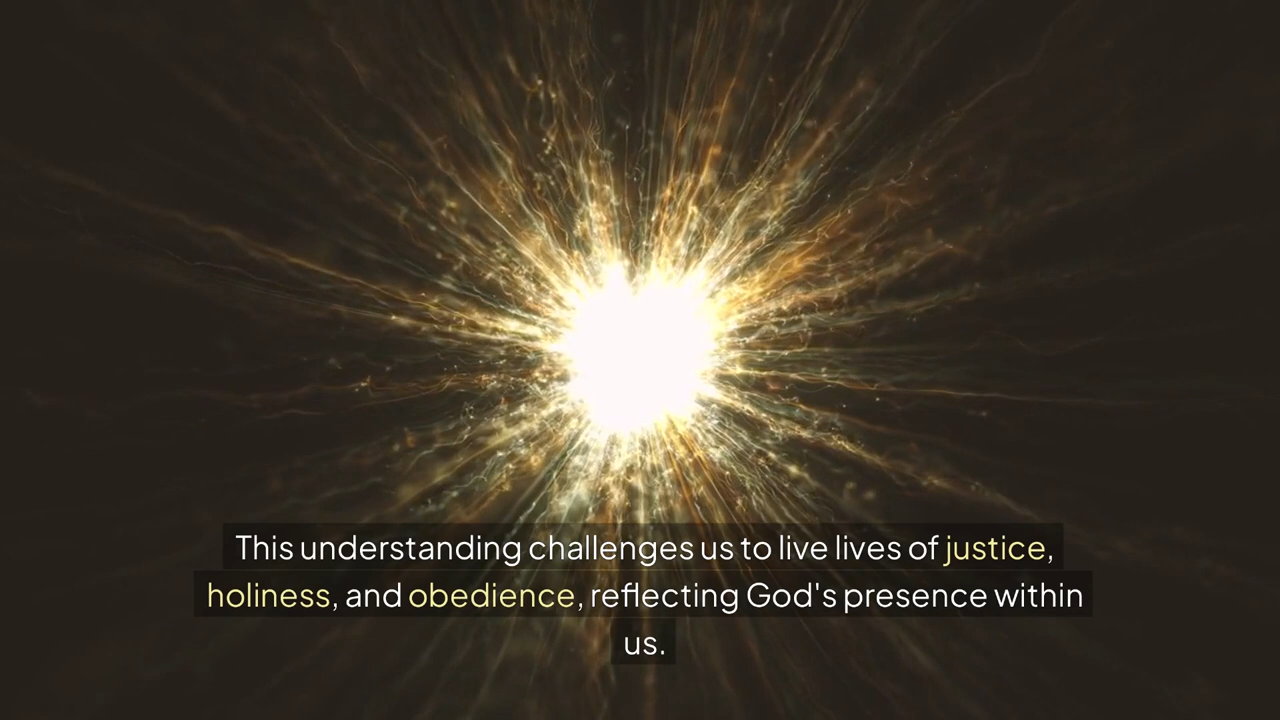 This understanding challenges us to live lives of justice,
holiness, and obedience, reflecting God's presence within
us.